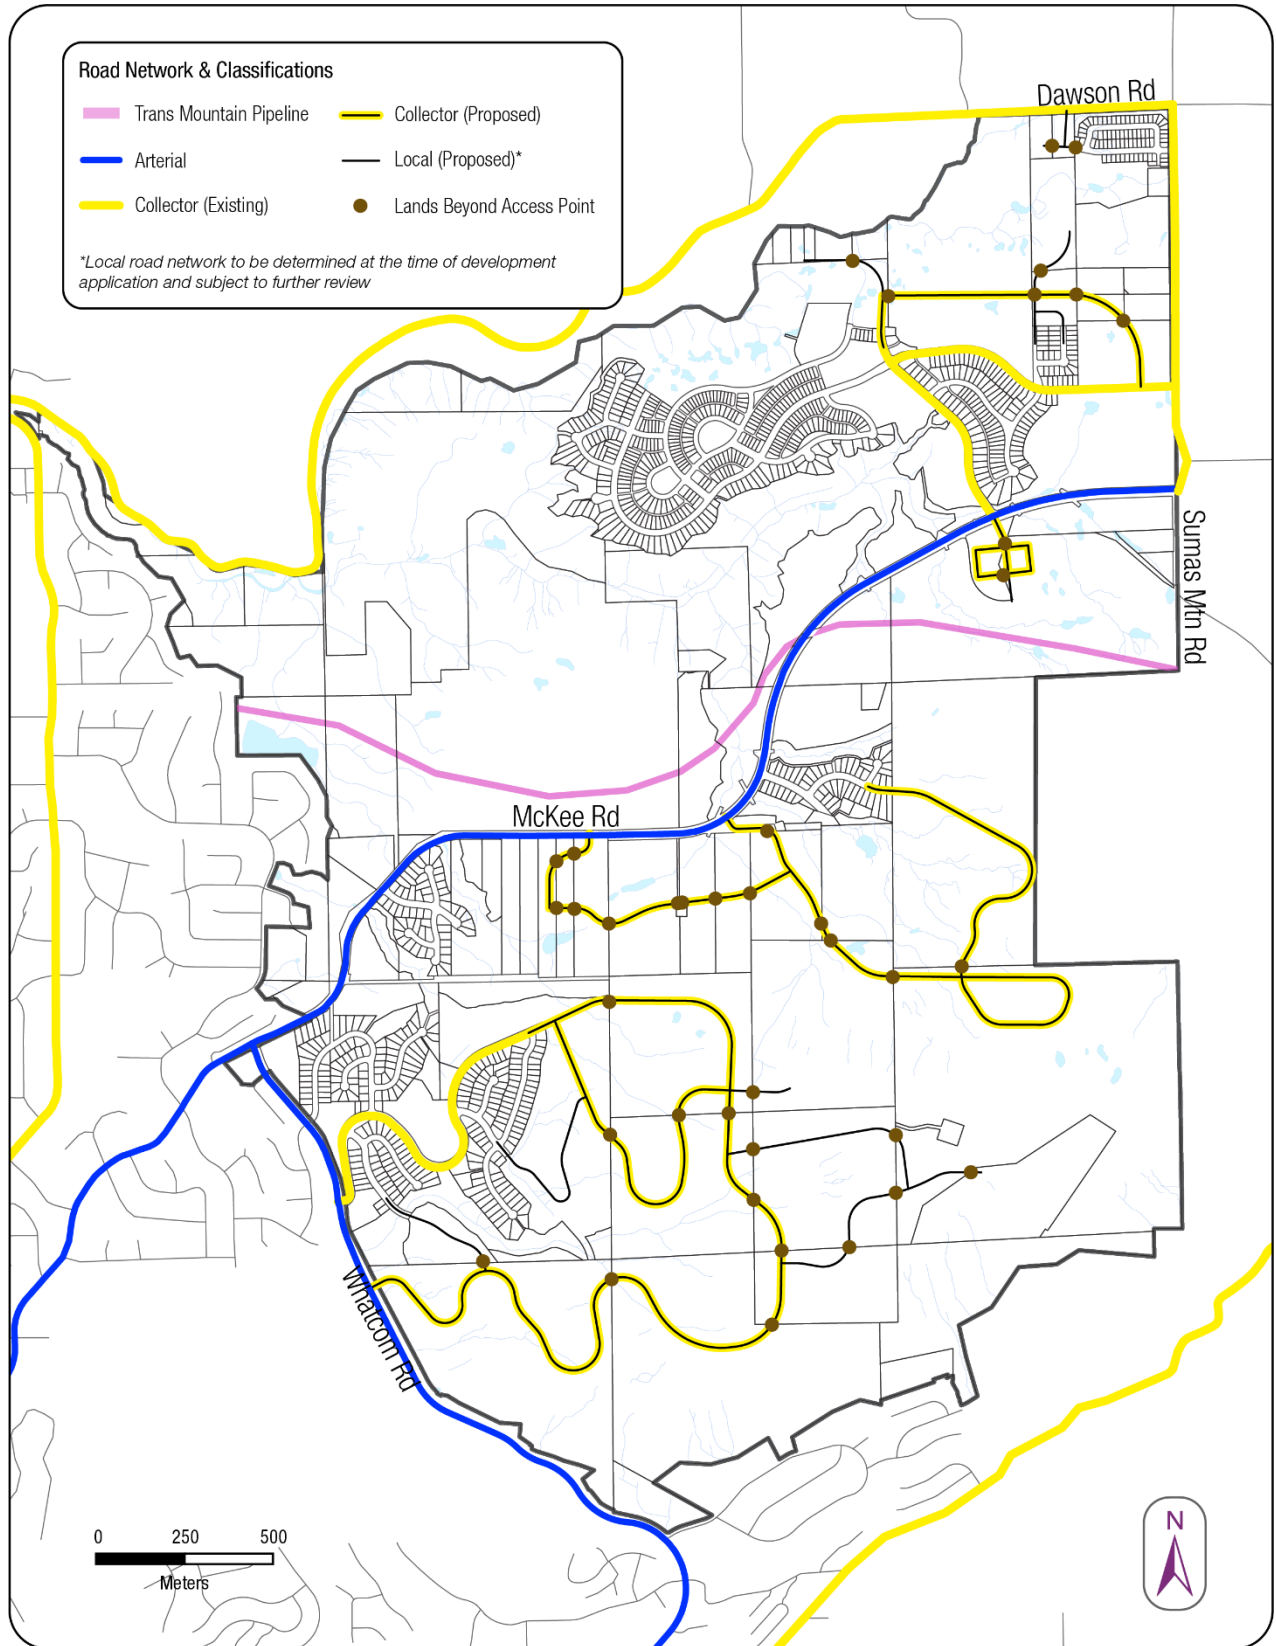 Road Network & Classifications
Trans Mountain Pipeline
Collector (Proposed)
Arterial
Local (Proposed)*
Collector (Existing)
Lands Beyond Access Point
*Local road network to be determined at the time of development
application and subject to further review
Dawson Rd
Sumas Mtn Rd
McKee Rd
Whatcom Rd
0 250 500
Meters
N